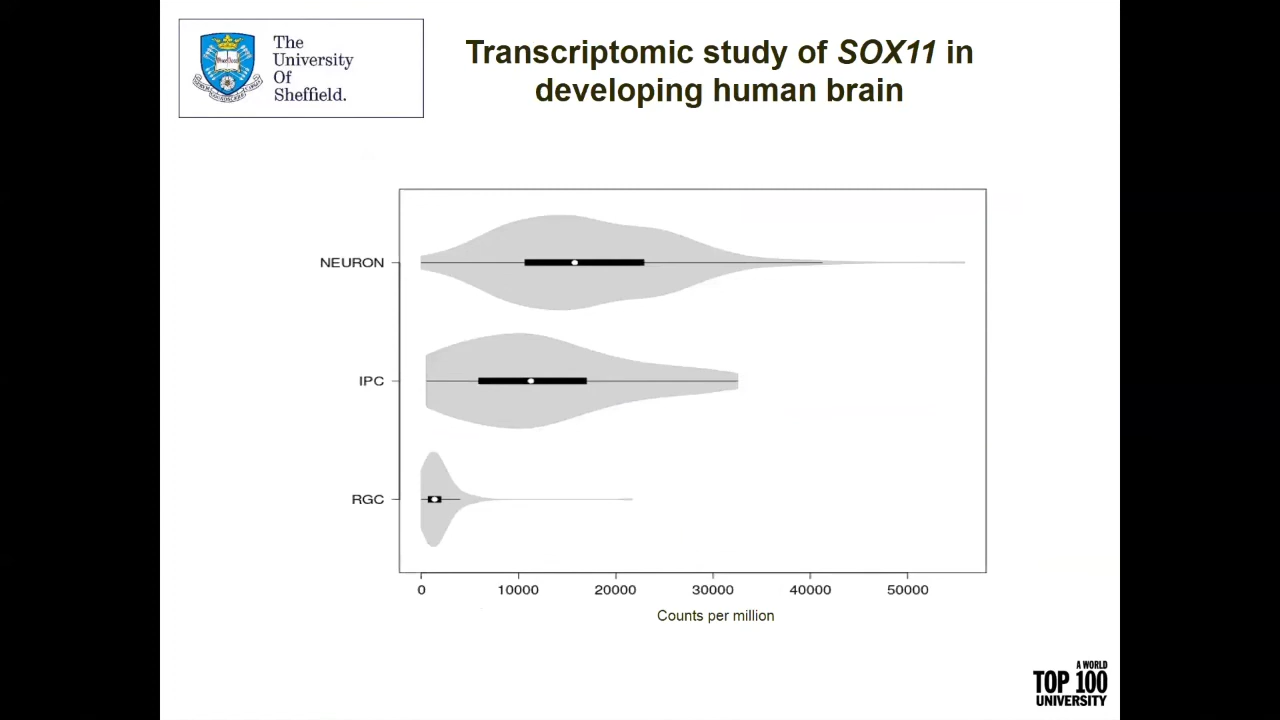 The
University
Of
Sheffield.
Transcriptomic study of SOX11 in
developing human brain
NEURON
IPC
RGC
0 10000 20000 30000 40000 50000
Counts per million
A WORLD
TOP 100
UNIVERSITY